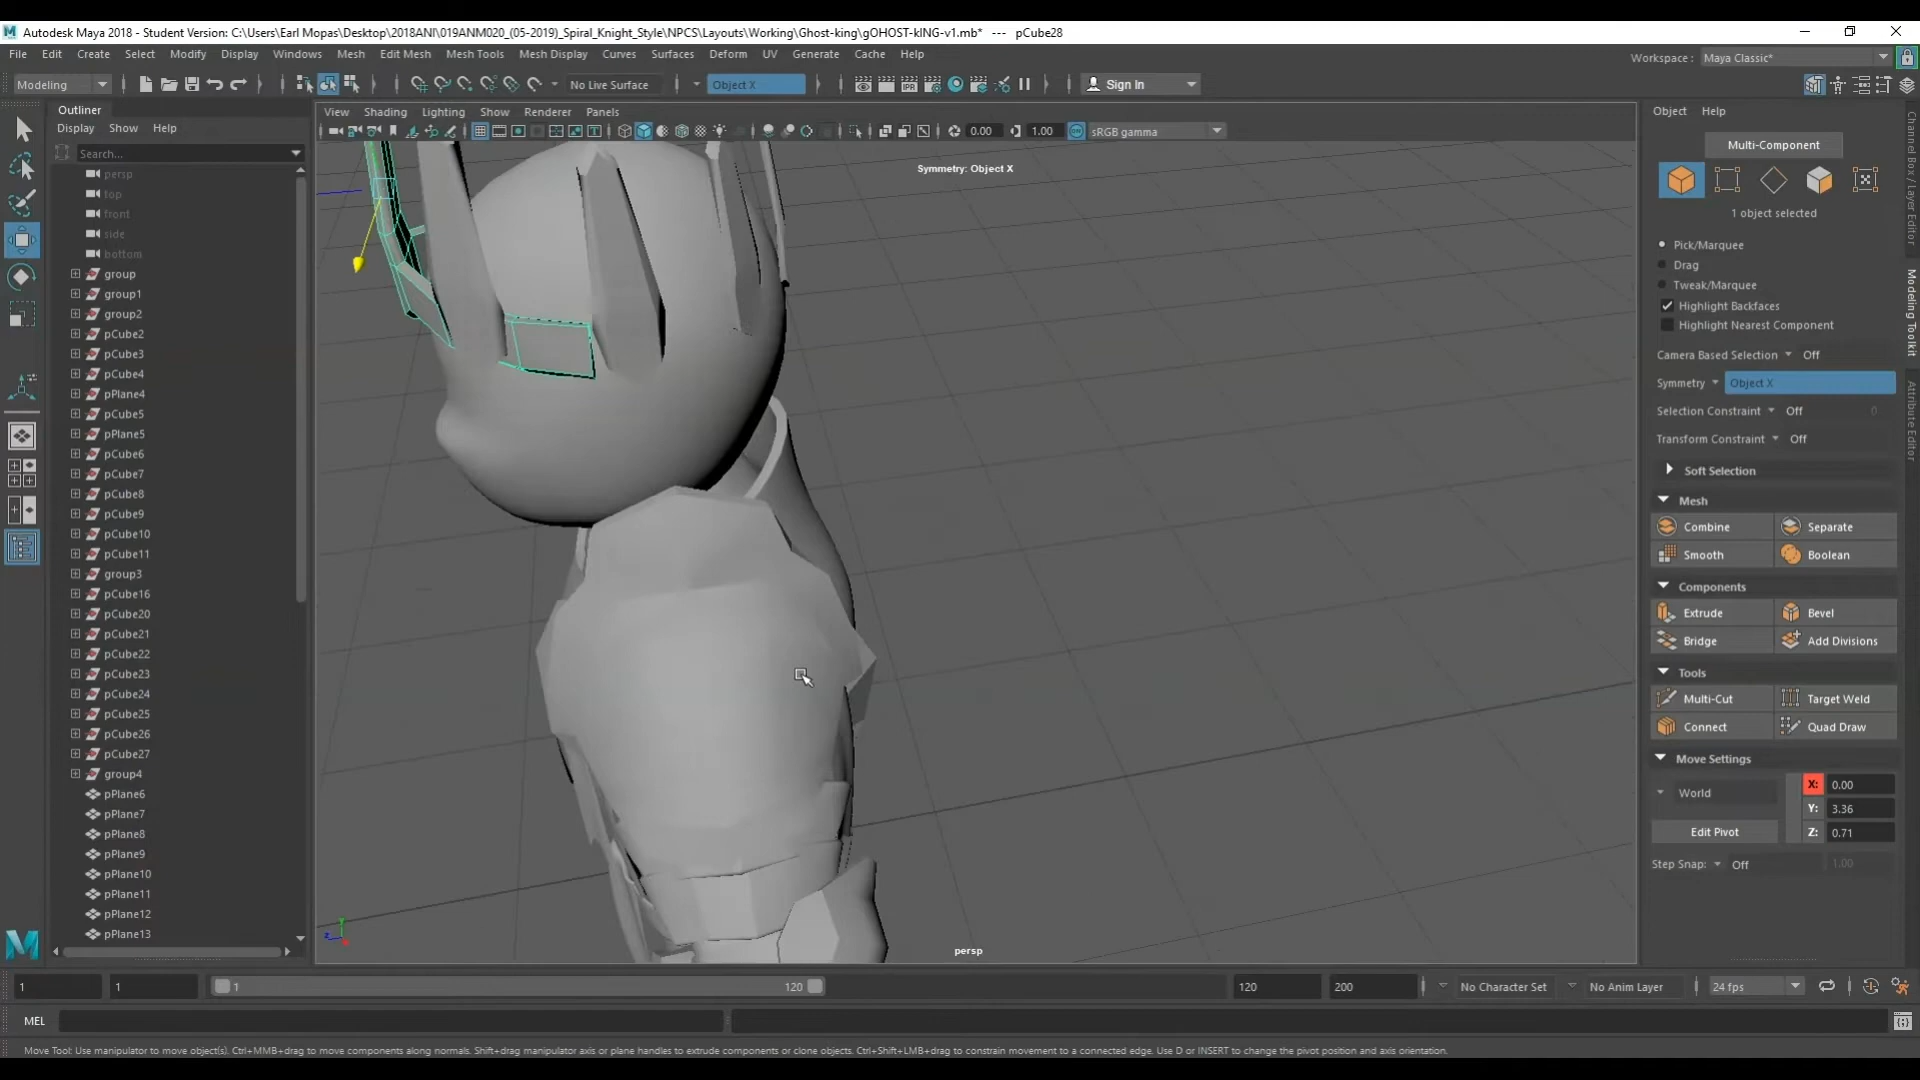 Autodesk Maya 2018 - Student Version: C:\Users\Earl Mopas\Desktop\2018ANI\019ANM020_(05-2019)_Spiral_Knight_Style\NPCS\Layouts\Working\Ghost-king\gOHOST-kING-v1.mb* --- pCube28
File Edit Create Select Modify Display Windows Mesh Edit Mesh Mesh Tools Mesh Display Curves Surfaces Deform UV Generate Cache Help
Workspace : Maya Classic*
Modeling No Live Surface Object X Sign In
Outliner
Display Show Help
Search...
persp
top
front
side
bottom
group
group1
group2
pCube2
pCube3
pCube4
pPlane4
pCube5
pPlane5
pCube6
pCube7
pCube8
pCube9
pCube10
pCube11
group3
pCube16
pCube20
pCube21
pCube22
pCube23
pCube24
pCube25
pCube26
pCube27
group4
pPlane6
pPlane7
pPlane8
pPlane9
pPlane10
pPlane11
pPlane12
pPlane13
View Shading Lighting Show Renderer Panels
0.00 1.00 sRGB gamma
Symmetry: Object X
persp
Object Help
Multi-Component
1 object selected
Pick/Marquee
Drag
Tweak/Marquee
Highlight Backfaces
Highlight Nearest Component
Camera Based Selection Off
Symmetry Object X
Selection Constraint Off 0
Transform Constraint Off
Soft Selection
Mesh
Combine Separate
Smooth Boolean
Components
Extrude Bevel
Bridge Add Divisions
Tools
Multi-Cut Target Weld
Connect Quad Draw
Move Settings
X: 0.00
World
Y: 3.36
Edit Pivot Z: 0.71
Step Snap: Off 1.00
Channel Box / Layer Editor
Modeling Toolkit
Attribute Editor
1 1 1 120 120 200 No Character Set No Anim Layer 24 fps
MEL
Move Tool: Use manipulator to move object(s). Ctrl+MMB+drag to move components along normals. Shift+drag manipulator axis or plane handles to extrude components or clone objects. Ctrl+Shift+LMB+drag to constrain movement to a connected edge. Use D or INSERT to change the pivot position and axis orientation.